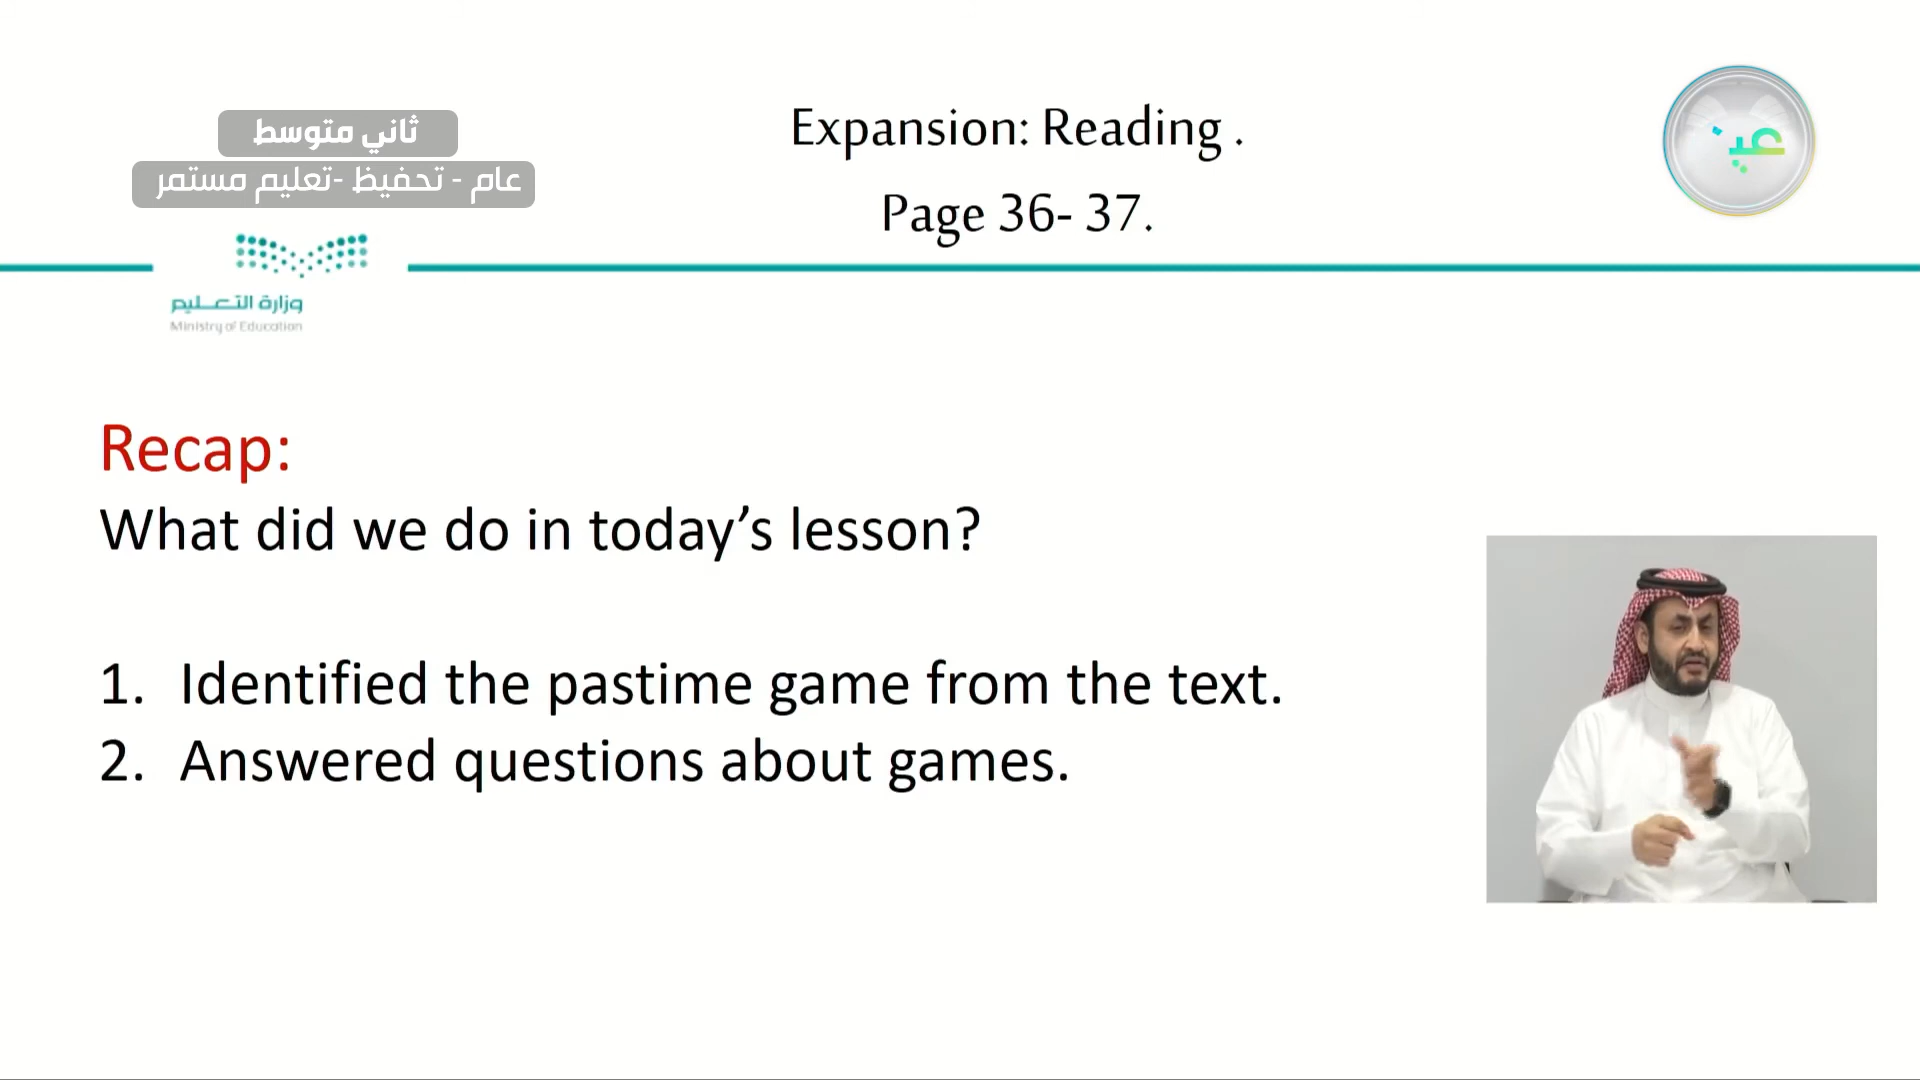 Expansion: Reading .
Page 36- 37.
ثاني متوسط
عام - تحفيظ -تعليم مستمر
عين
وزارة التعليم
Ministry of Education
Recap:
What did we do in today’s lesson?
1. Identified the pastime game from the text.
2. Answered questions about games.